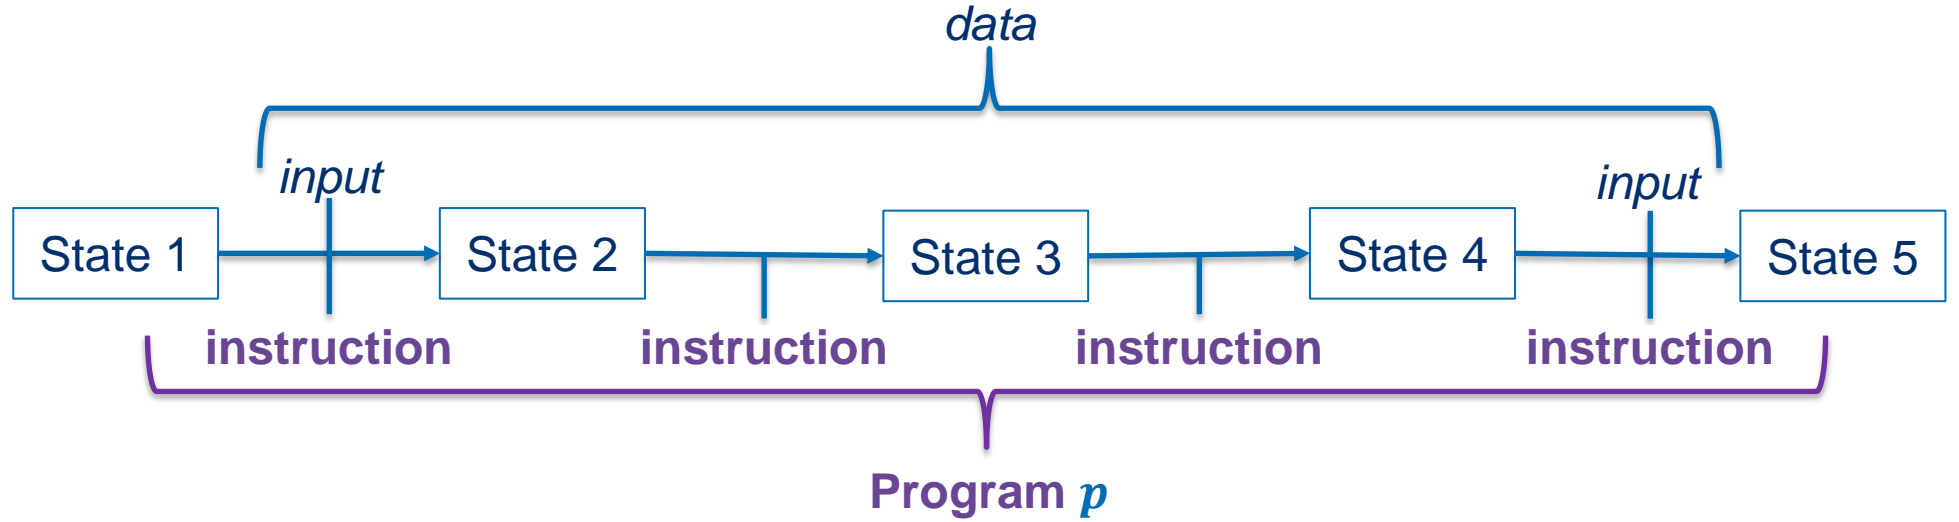 data
input input
State 1 State 2 State 3 State 4 State 5
instruction instruction instruction instruction
Program p